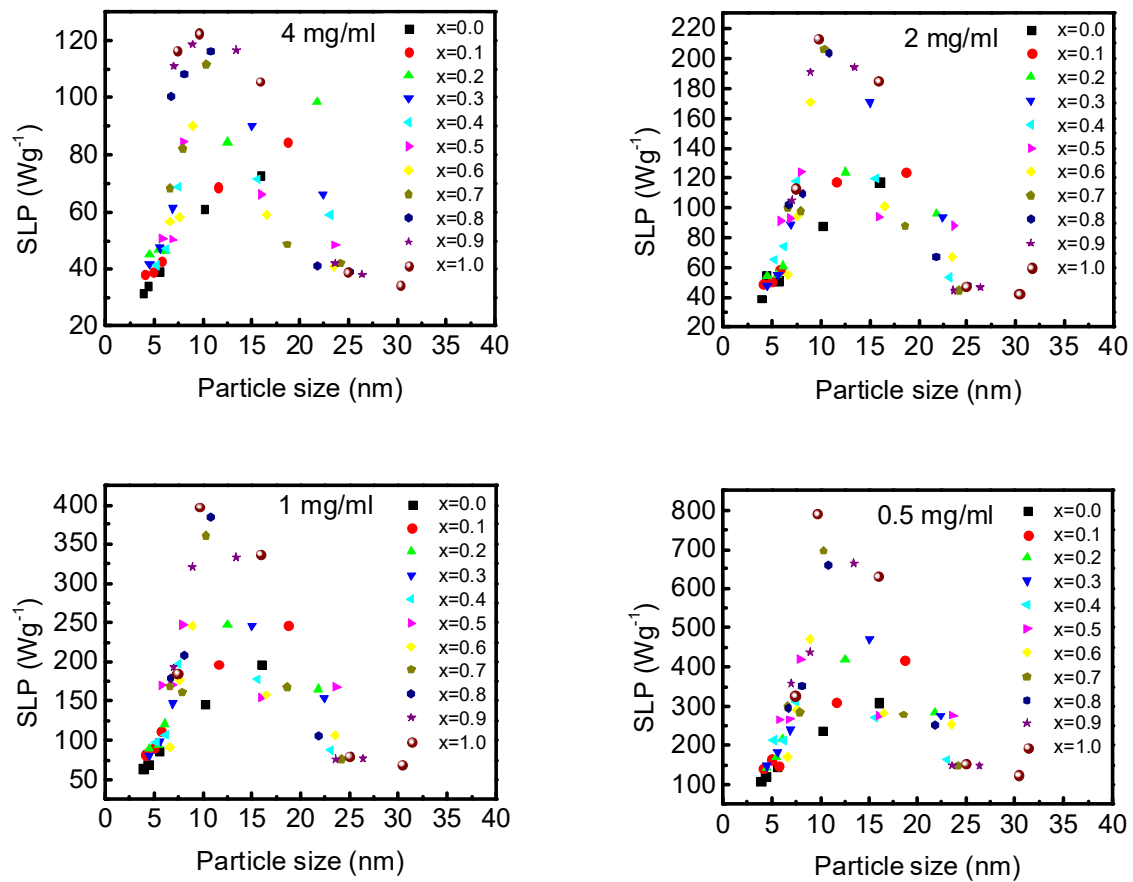 4 mg/ml
120
100
80
60
40
20
SLP (Wg⁻¹)
0 5 10 15 20 25 30 35 40
Particle size (nm)
x=0.0
x=0.1
x=0.2
x=0.3
x=0.4
x=0.5
x=0.6
x=0.7
x=0.8
x=0.9
x=1.0
2 mg/ml
220
200
180
160
140
120
100
80
60
40
20
SLP (Wg⁻¹)
0 5 10 15 20 25 30 35 40
Particle size (nm)
x=0.0
x=0.1
x=0.2
x=0.3
x=0.4
x=0.5
x=0.6
x=0.7
x=0.8
x=0.9
x=1.0
1 mg/ml
400
350
300
250
200
150
100
50
SLP (Wg⁻¹)
0 5 10 15 20 25 30 35 40
Particle size (nm)
x=0.0
x=0.1
x=0.2
x=0.3
x=0.4
x=0.5
x=0.6
x=0.7
x=0.8
x=0.9
x=1.0
0.5 mg/ml
800
700
600
500
400
300
200
100
SLP (Wg⁻¹)
0 5 10 15 20 25 30 35 40
Particle size (nm)
x=0.0
x=0.1
x=0.2
x=0.3
x=0.4
x=0.5
x=0.6
x=0.7
x=0.8
x=0.9
x=1.0